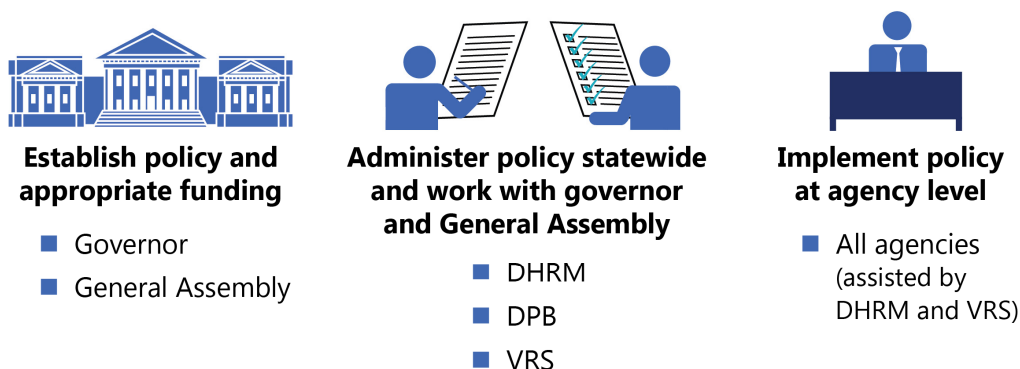 Establish policy and
appropriate funding
Governor
General Assembly
Administer policy statewide
and work with governor
and General Assembly
DHRM
DPB
VRS
Implement policy
at agency level
All agencies
(assisted by
DHRM and VRS)